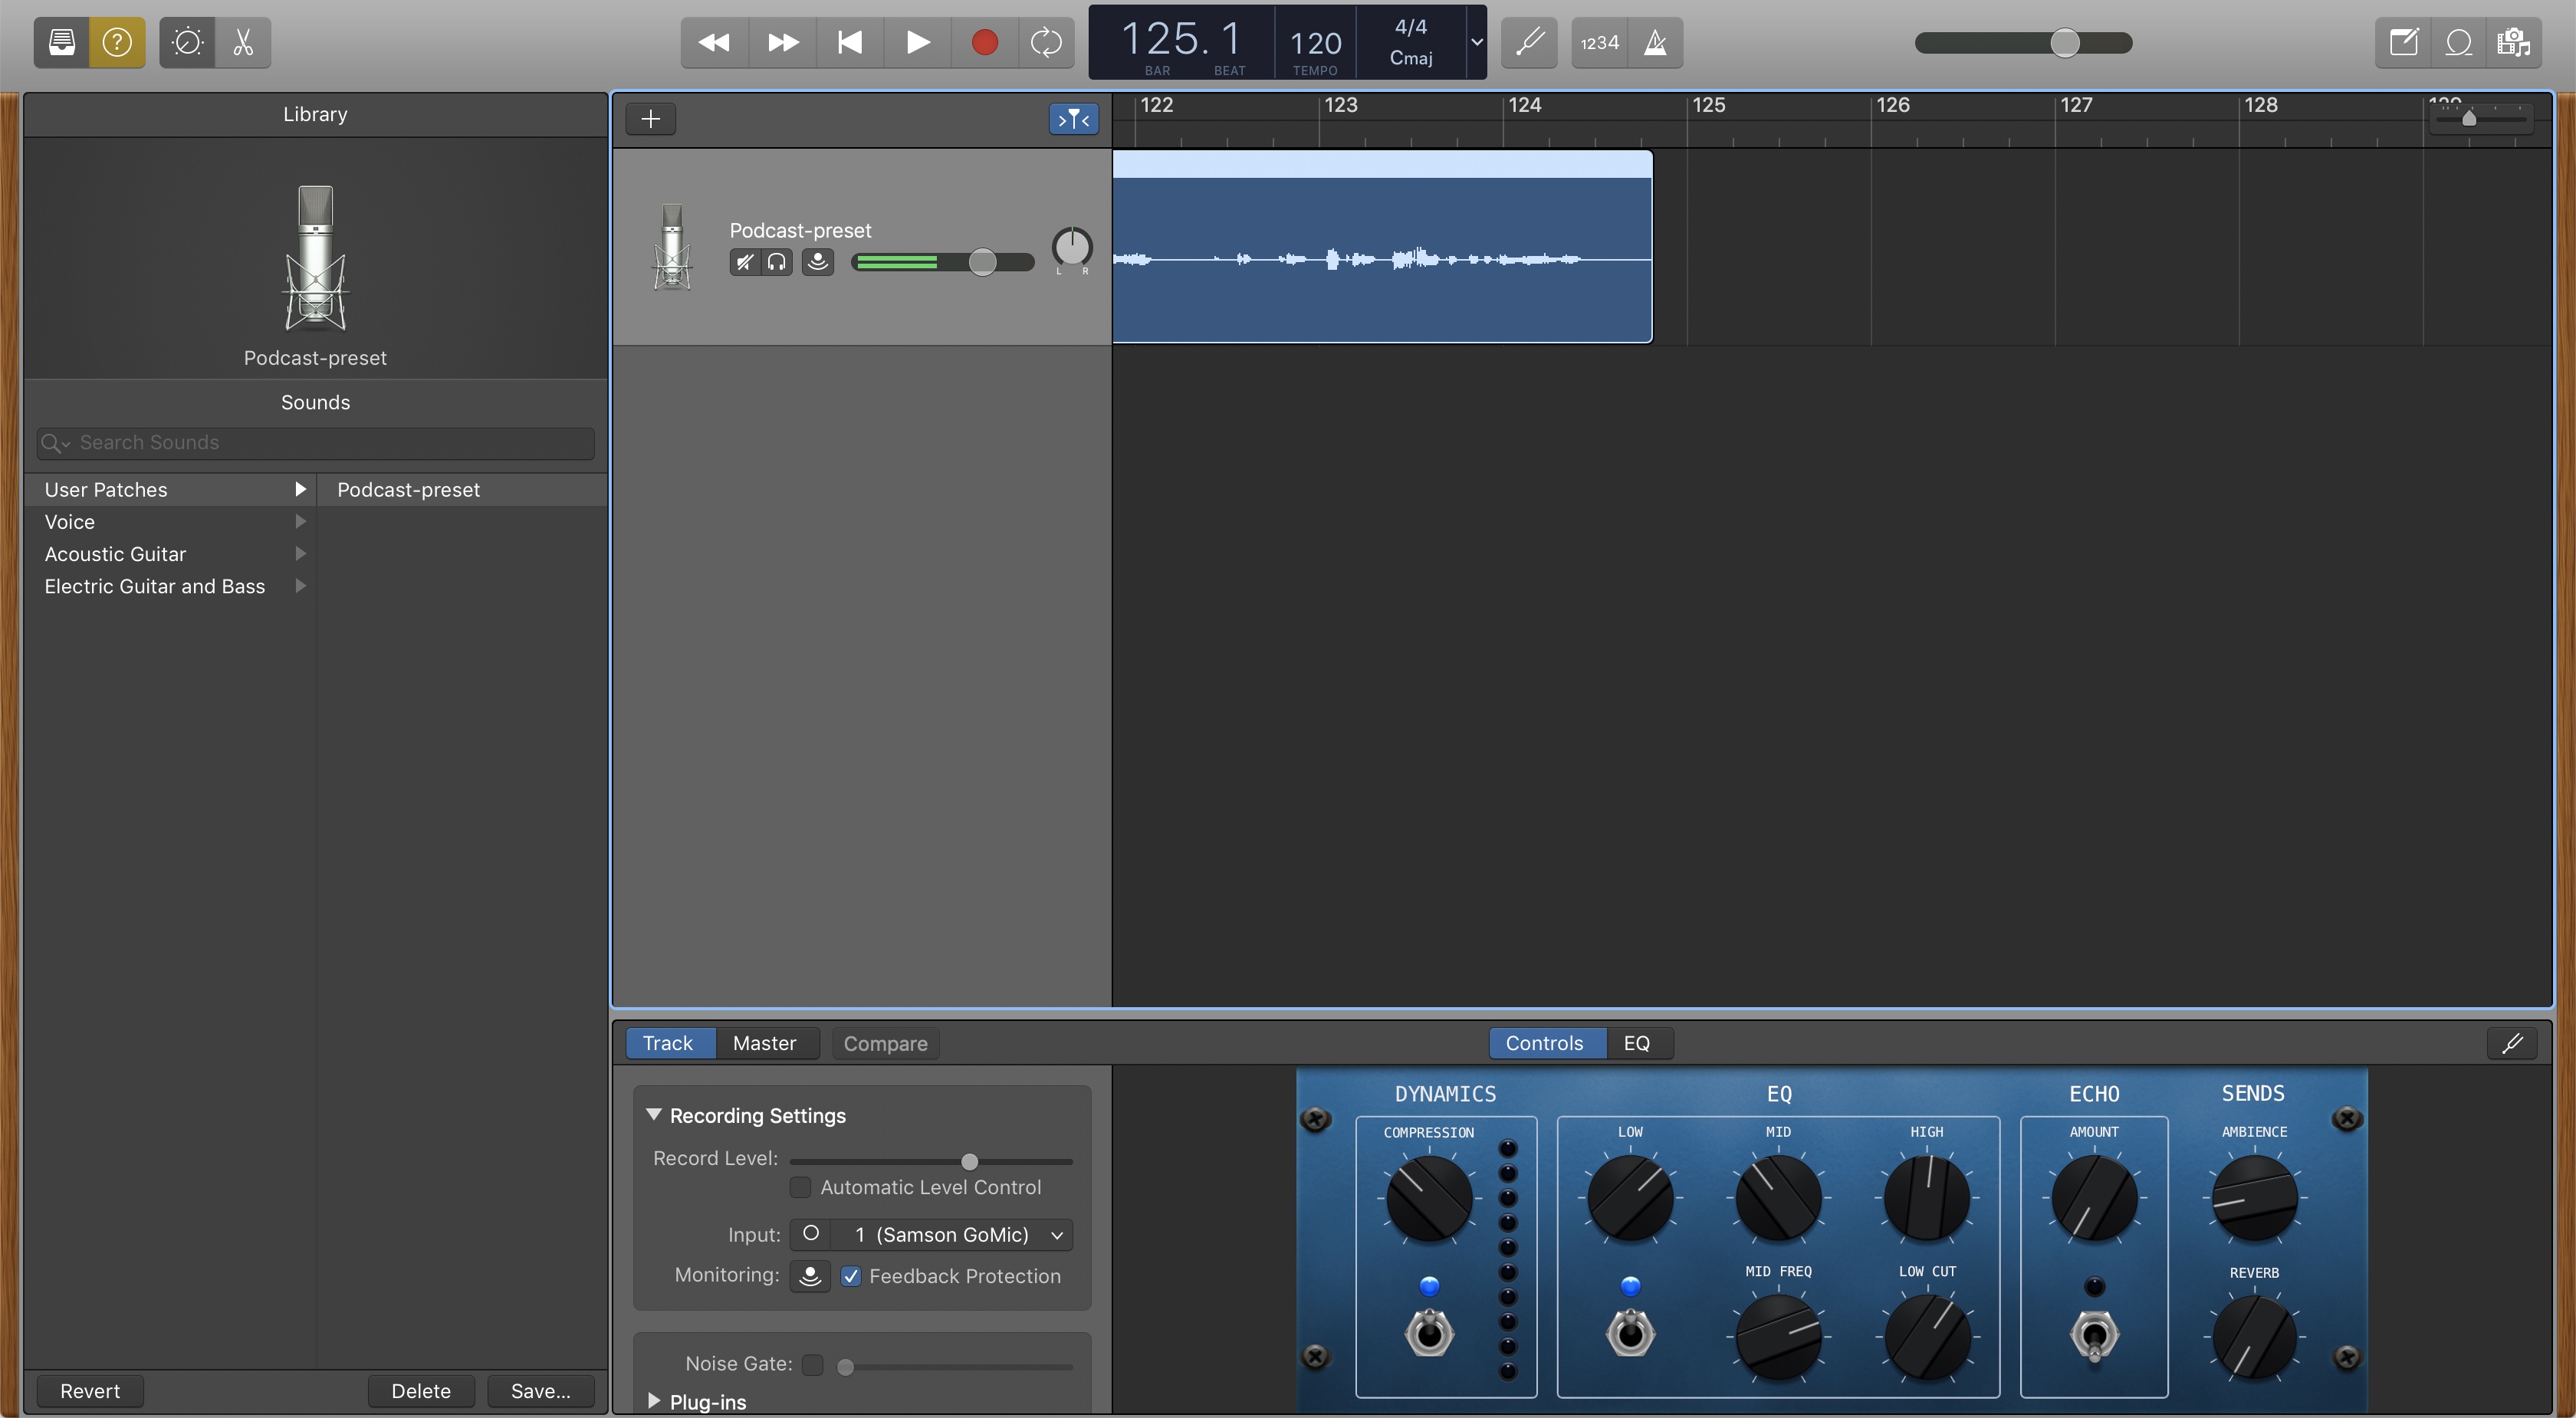 125. 1
BAR BEAT
120
TEMPO
4/4
Cmaj
1234
Library
Podcast-preset
Sounds
Search Sounds
User Patches
Podcast-preset
Voice
Acoustic Guitar
Electric Guitar and Bass
Revert
Delete
Save...
122 123 124 125 126 127 128
Podcast-preset
L R
Track
Master
Compare
Controls
EQ
Recording Settings
Record Level:
Automatic Level Control
Input: 1 (Samson GoMic)
Monitoring: Feedback Protection
Noise Gate:
Plug-ins
DYNAMICS EQ ECHO SENDS
COMPRESSION LOW MID HIGH AMOUNT AMBIENCE
MID FREQ LOW CUT REVERB